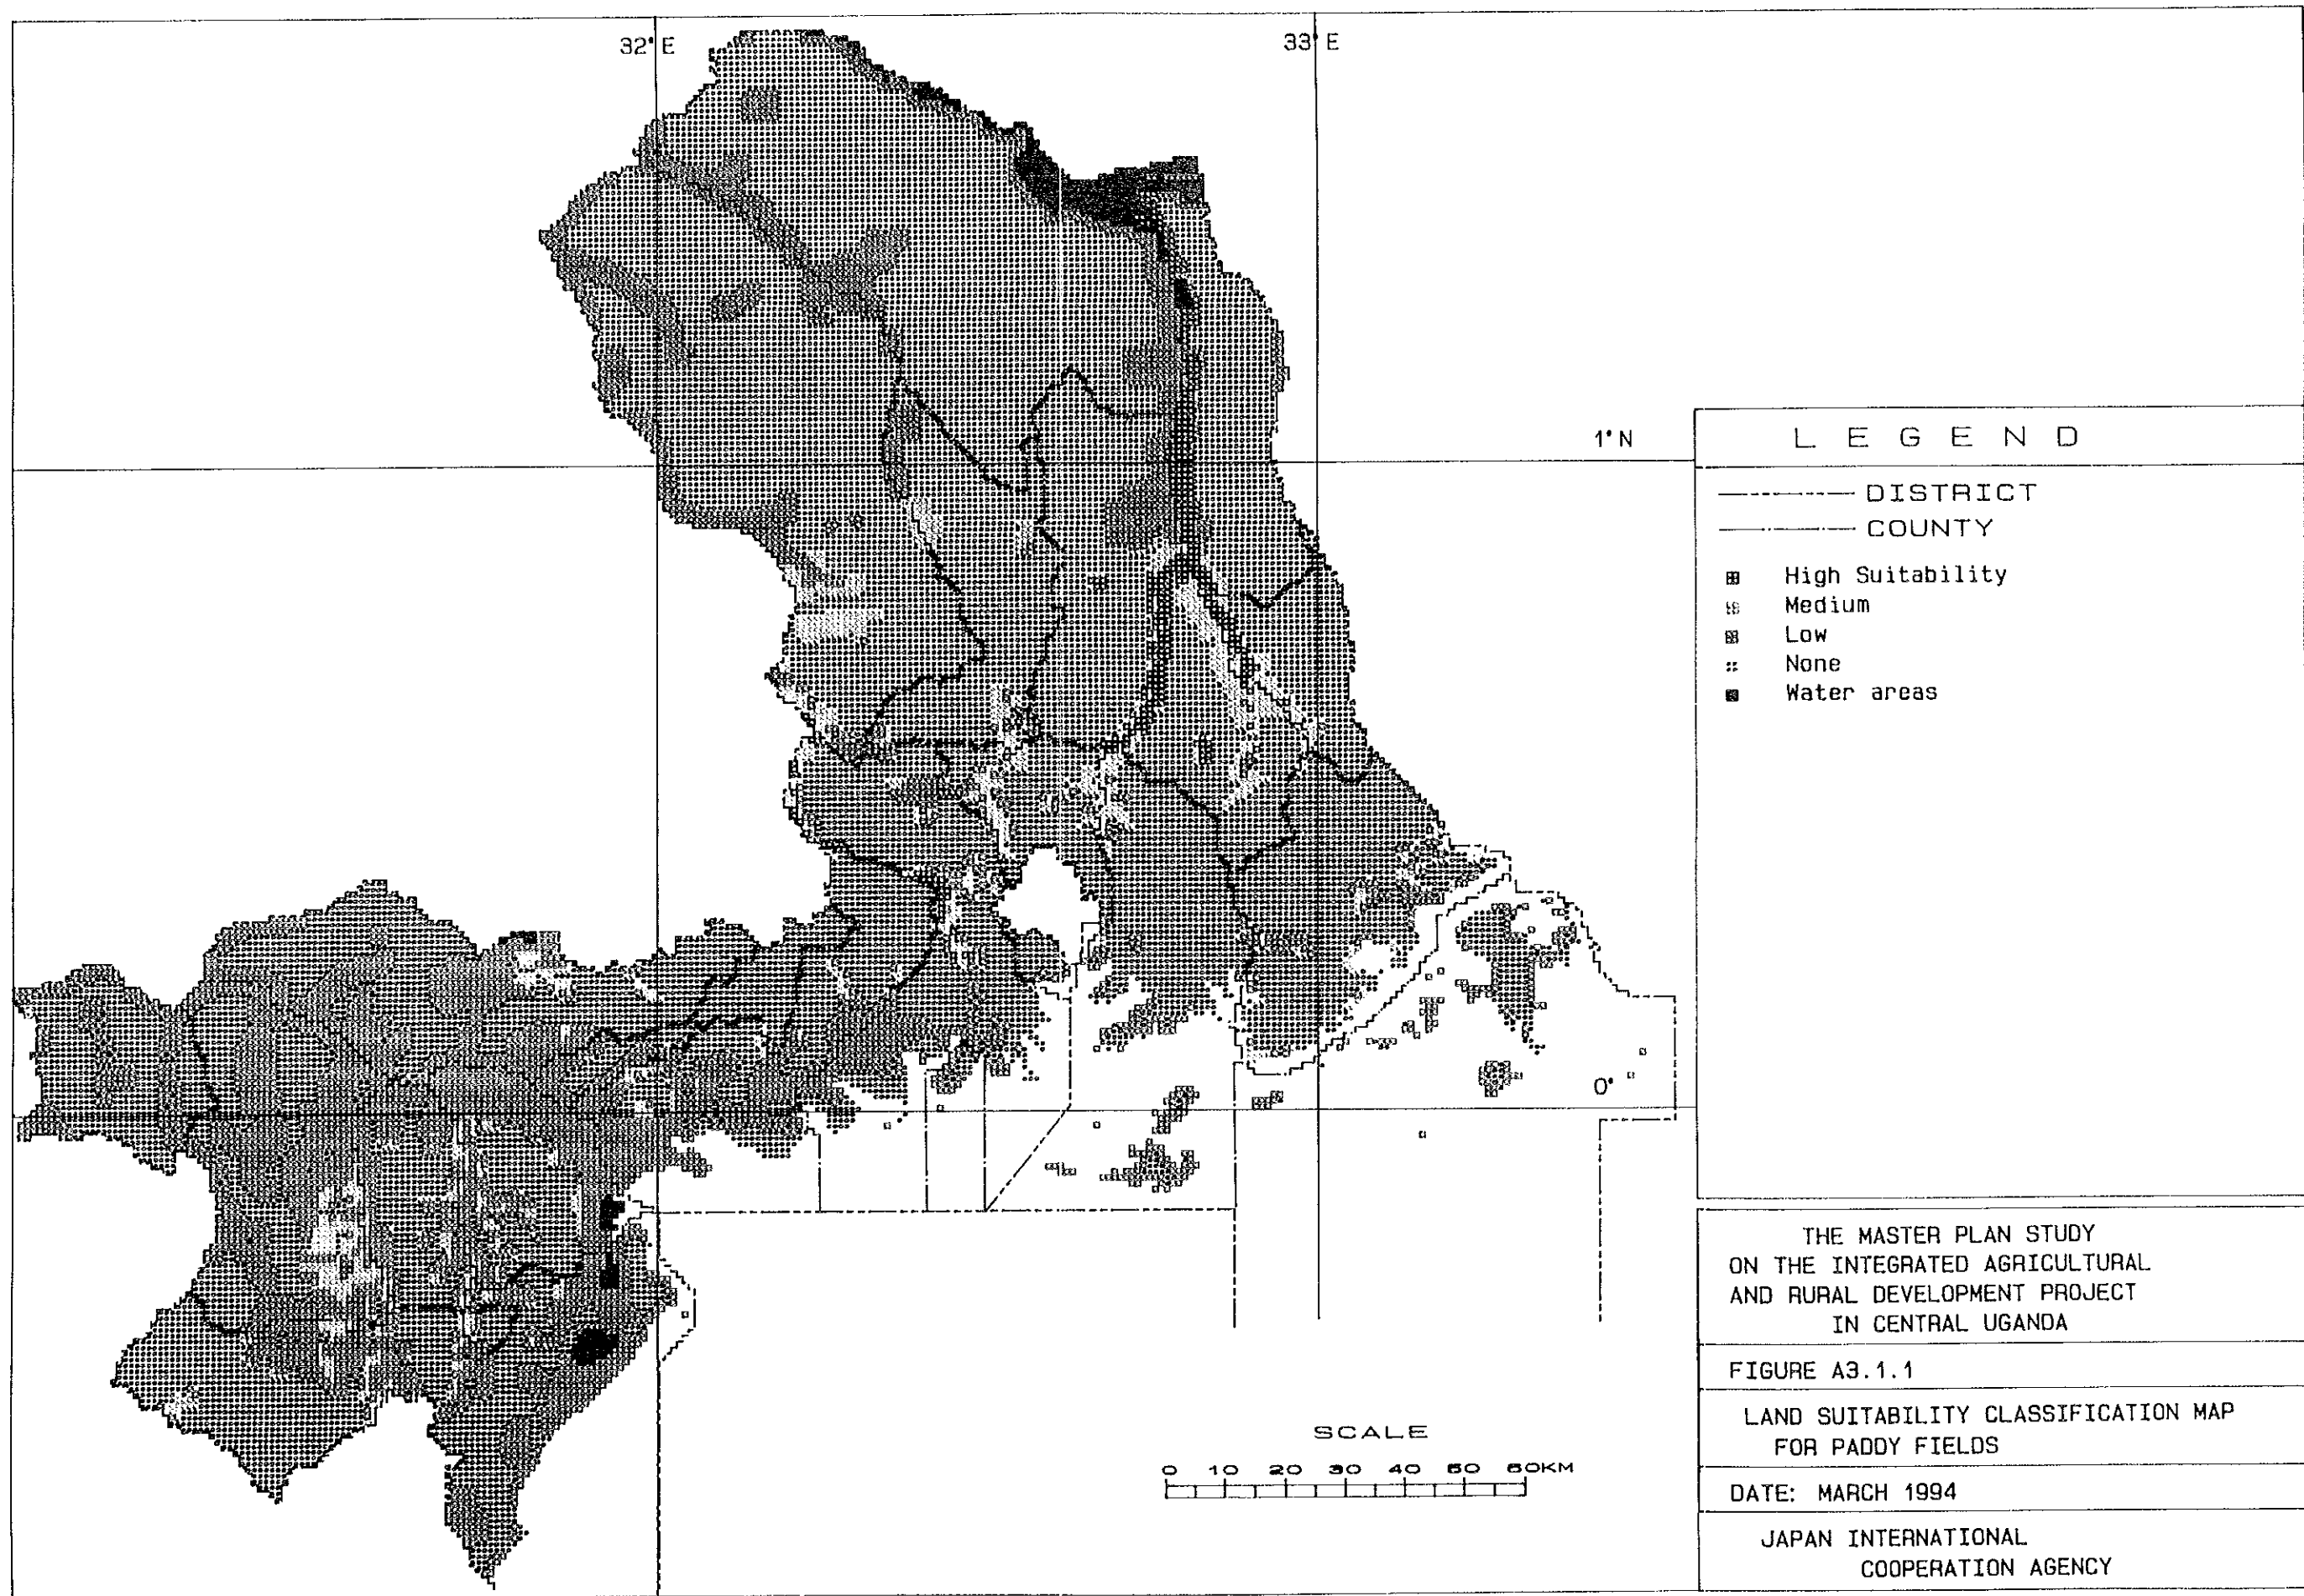 32° E
33° E
1° N
LEGEND
DISTRICT
COUNTY
High Suitability
Medium
Low
None
Water areas
0°
THE MASTER PLAN STUDY
ON THE INTEGRATED AGRICULTURAL
AND RURAL DEVELOPMENT PROJECT
IN CENTRAL UGANDA
FIGURE A3.1.1
LAND SUITABILITY CLASSIFICATION MAP
FOR PADDY FIELDS
SCALE
0 10 20 30 40 50 60KM
DATE: MARCH 1994
JAPAN INTERNATIONAL
COOPERATION AGENCY